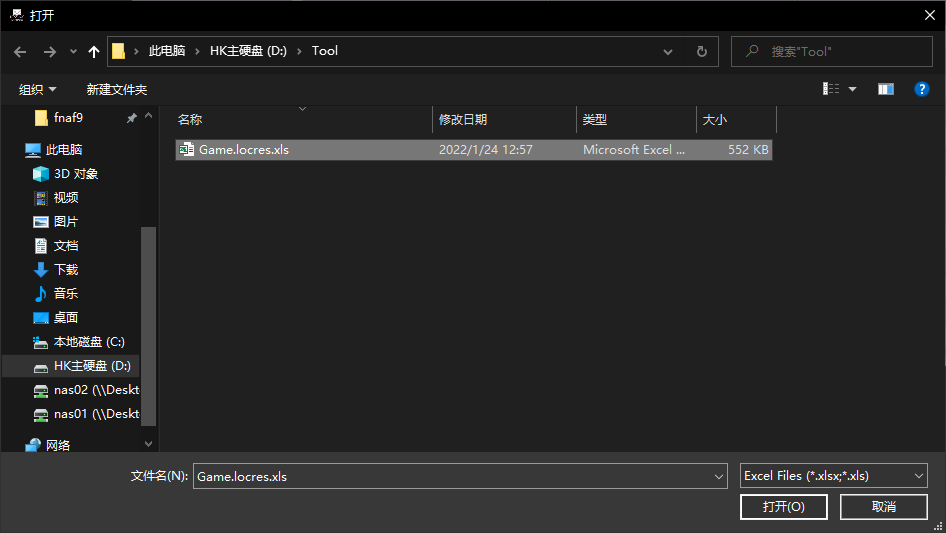 打开
此电脑 › HK主硬盘 (D:) › Tool
搜索"Tool"
组织 新建文件夹
fnaf9
此电脑
3D 对象
视频
图片
文档
下载
音乐
桌面
本地磁盘 (C:)
HK主硬盘 (D:)
nas02 (\\Deskt
nas01 (\\Deskt
网络
名称 修改日期 类型 大小
Game.locres.xls 2022/1/24 12:57 Microsoft Excel ... 552 KB
文件名(N): Game.locres.xls Excel Files (*.xlsx;*.xls)
打开(O) 取消